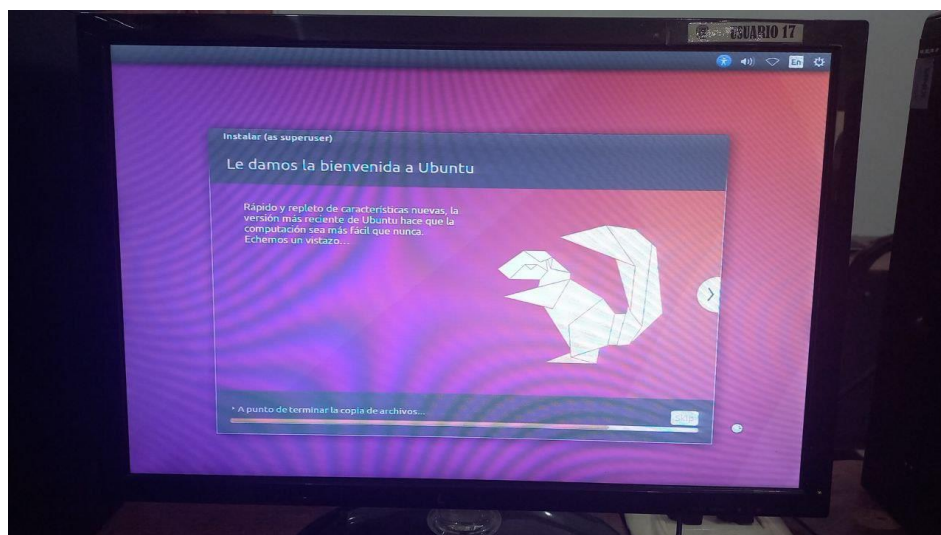 USUARIO 17
En
Instalar (as superuser)
Le damos la bienvenida a Ubuntu
Rápido y repleto de características nuevas, la
versión más reciente de Ubuntu hace que la
computación sea más fácil que nunca.
Echemos un vistazo...
A punto de terminar la copia de archivos...
Skip